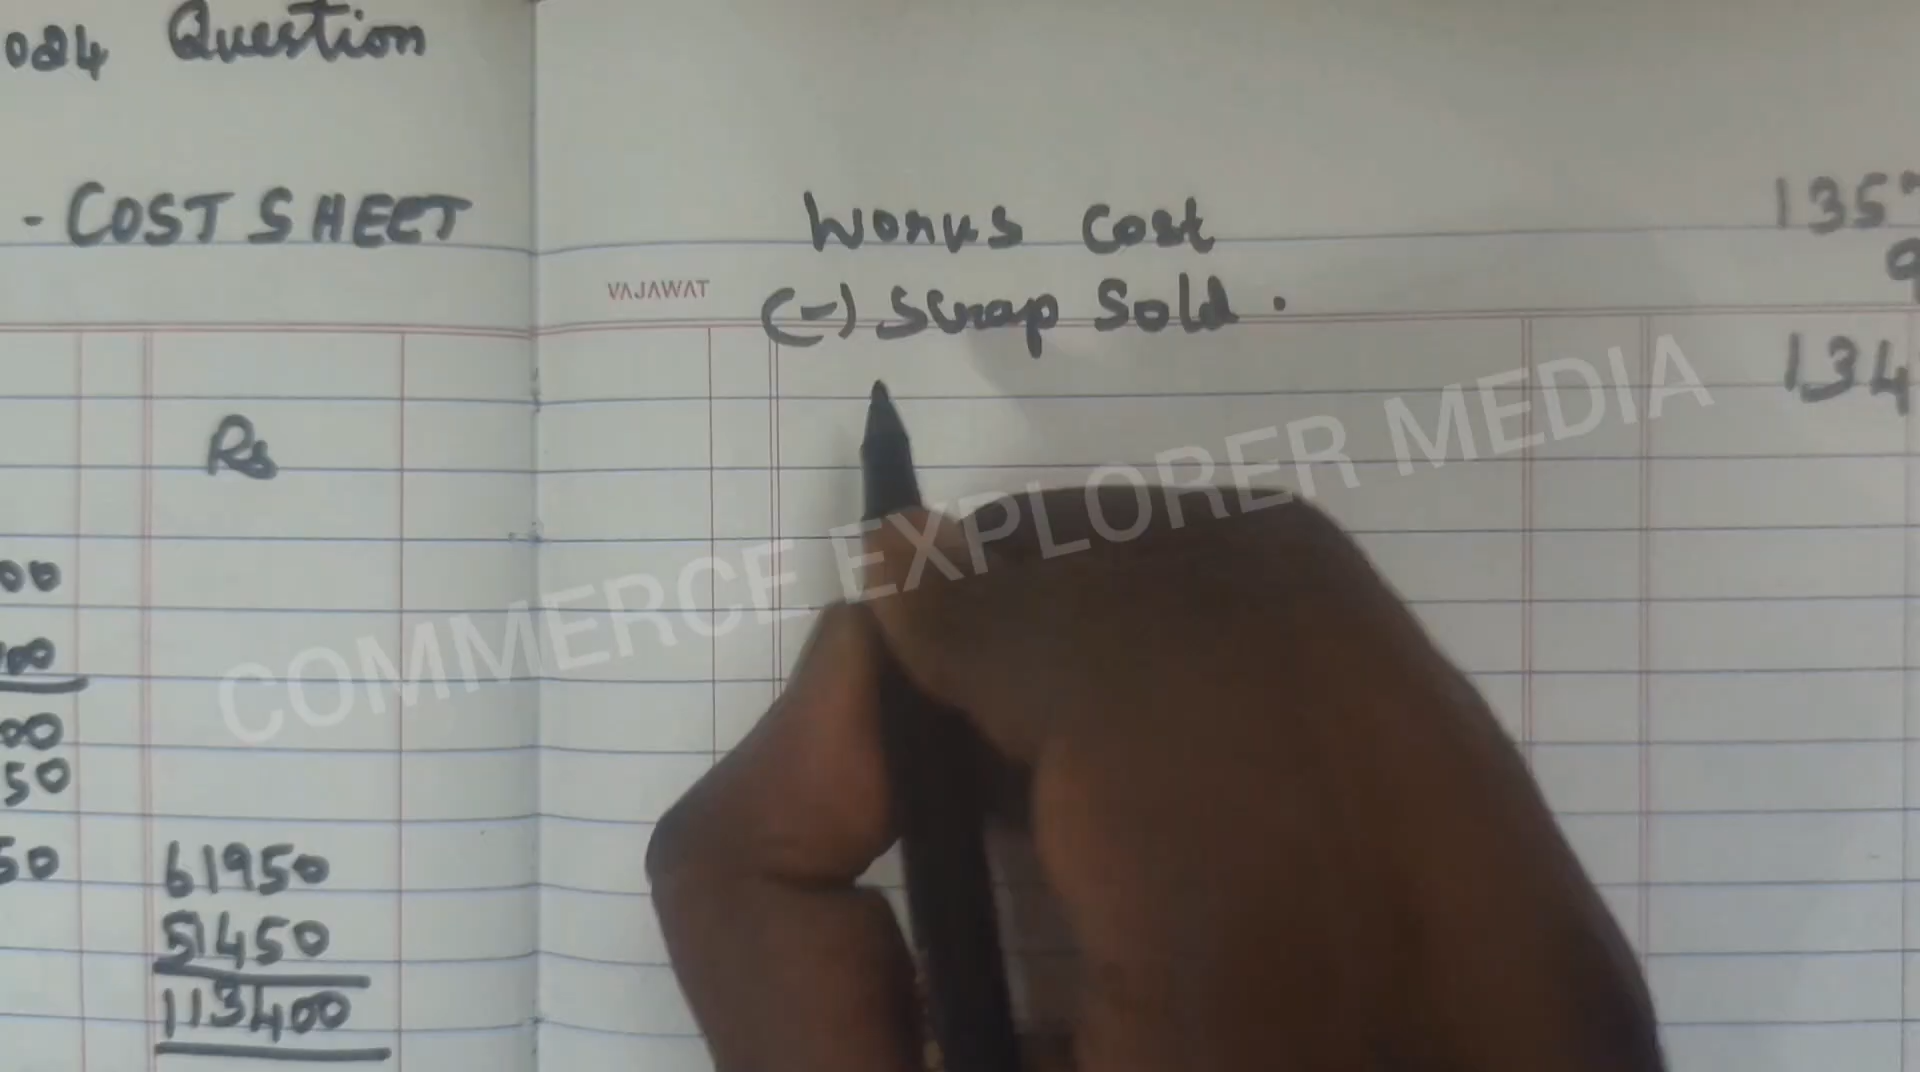 024 Question
- COST SHEET
Rs
00
00
00
50
50 61950
51450
113400
VAJAWAT
Works Cost 135
(-) Scrap Sold . 9
134
COMMERCE EXPLORER MEDIA